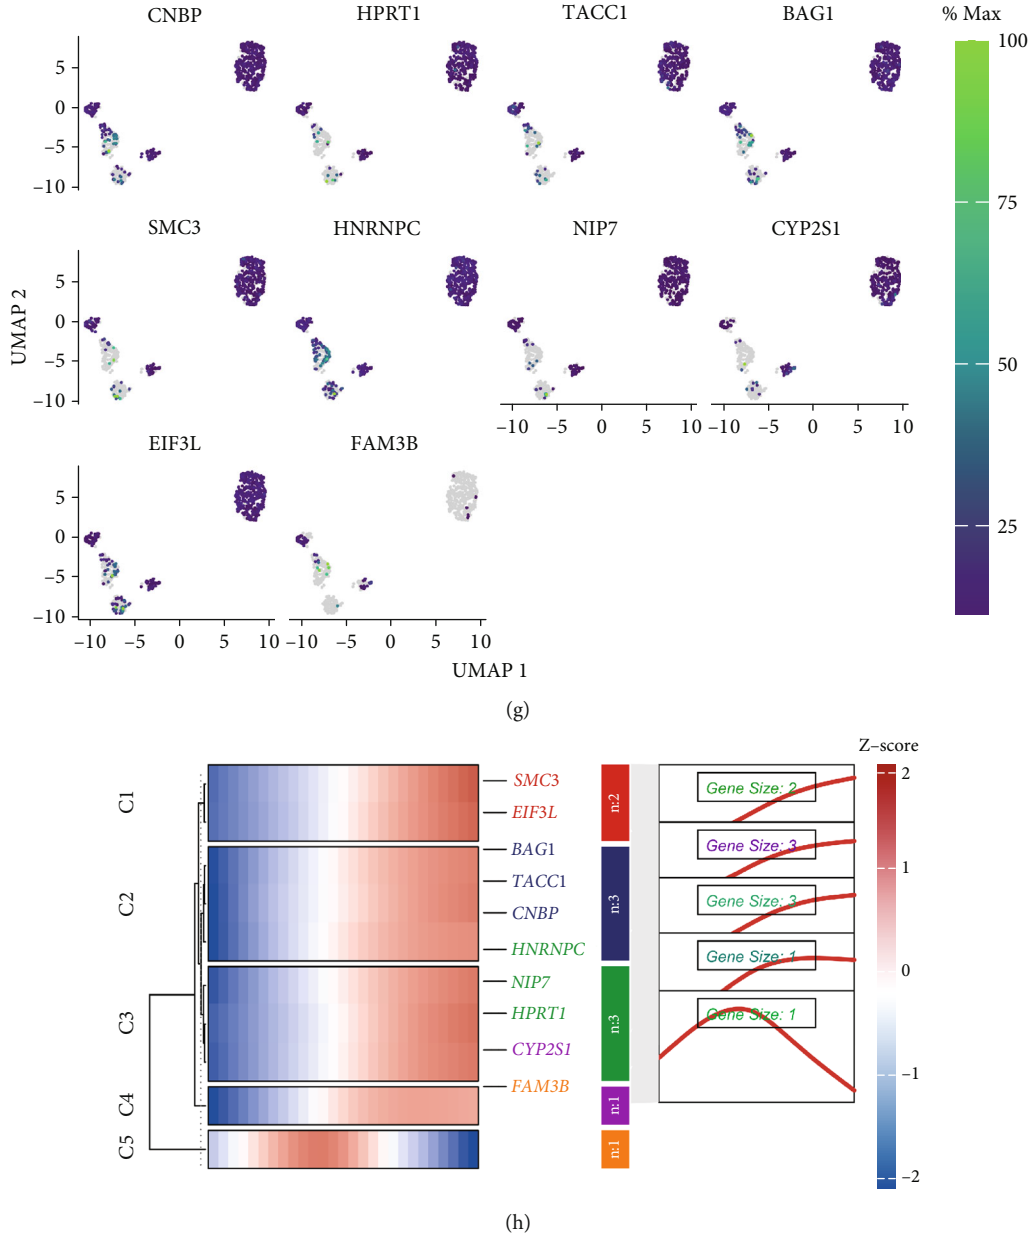 CNBP HPRT1 TACC1 BAG1 % Max
100
5
0
−5
−10
75
SMC3 HNRNPC NIP7 CYP2S1
5
0
−5
−10
UMAP 2
50
−10 −5 0 5 10 −10 −5 0 5 10
EIF3L FAM3B
5
0
−5
−10
25
−10 −5 0 5 10 −10 −5 0 5 10
UMAP 1
(g)
Z–score
C1
C2
C3
C4
C5
SMC3
EIF3L
BAG1
TACC1
CNBP
HNRNPC
NIP7
HPRT1
CYP2S1
FAM3B
n:2
n:3
n:3
n:1
n:1
Gene Size: 2
Gene Size: 3
Gene Size: 3
Gene Size: 1
Gene Size: 1
2
1
0
−1
−2
(h)